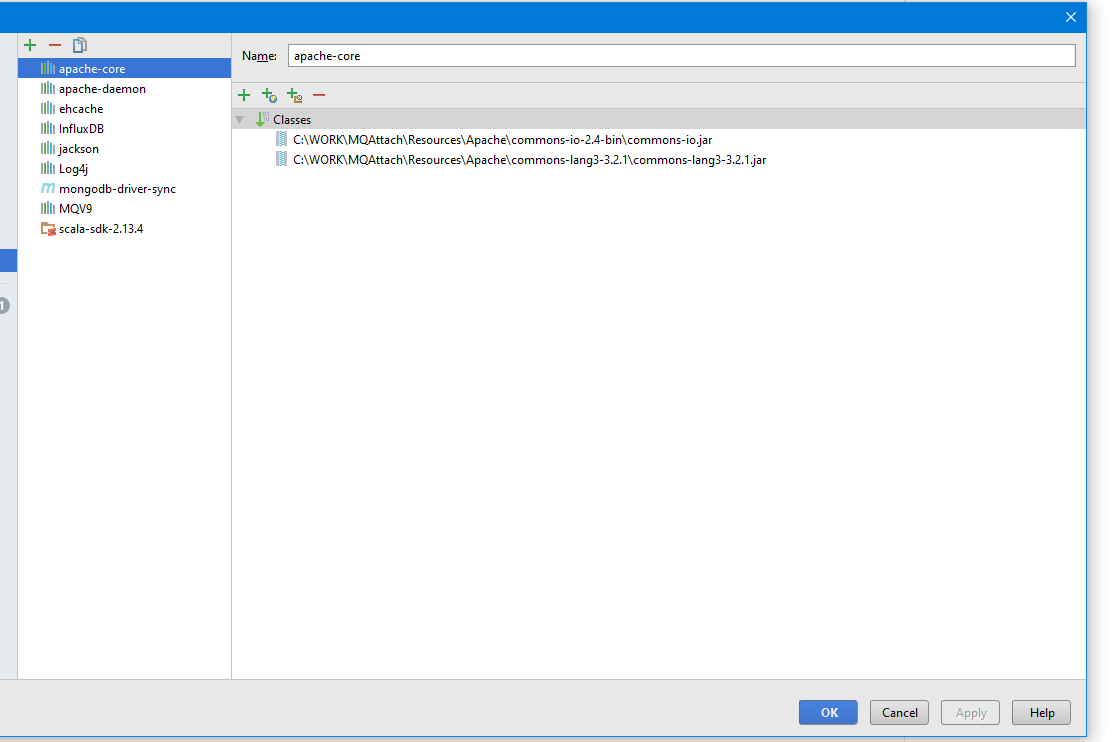 apache-core
apache-daemon
ehcache
InfluxDB
jackson
Log4j
mongodb-driver-sync
MQV9
scala-sdk-2.13.4
1
Name: apache-core
Classes
C:\WORK\MQAttach\Resources\Apache\commons-io-2.4-bin\commons-io.jar
C:\WORK\MQAttach\Resources\Apache\commons-lang3-3.2.1\commons-lang3-3.2.1.jar
OK Cancel Apply Help